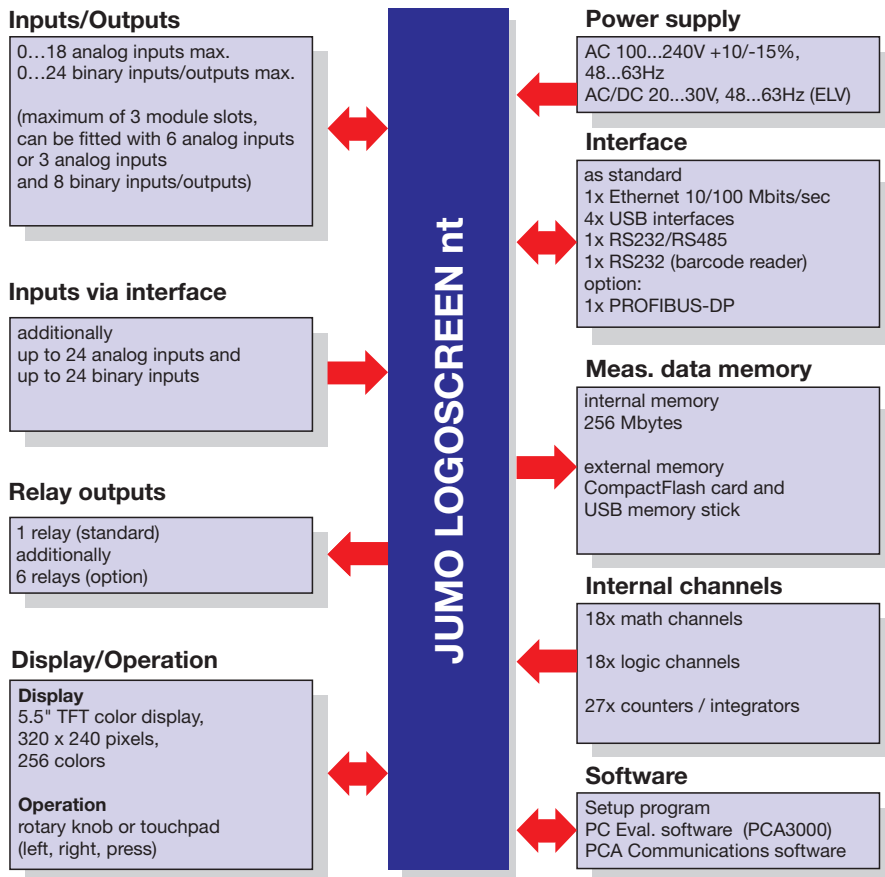 Inputs/Outputs
0…18 analog inputs max.
0…24 binary inputs/outputs max.
(maximum of 3 module slots,
can be fitted with 6 analog inputs
or 3 analog inputs
and 8 binary inputs/outputs)
Inputs via interface
additionally
up to 24 analog inputs and
up to 24 binary inputs
Relay outputs
1 relay (standard)
additionally
6 relays (option)
Display/Operation
Display
5.5" TFT color display,
320 x 240 pixels,
256 colors
Operation
rotary knob or touchpad
(left, right, press)
JUMO LOGOSCREEN nt
Power supply
AC 100...240V +10/-15%,
48...63Hz
AC/DC 20...30V, 48...63Hz (ELV)
Interface
as standard
1x Ethernet 10/100 Mbits/sec
4x USB interfaces
1x RS232/RS485
1x RS232 (barcode reader)
option:
1x PROFIBUS-DP
Meas. data memory
internal memory
256 Mbytes
external memory
CompactFlash card and
USB memory stick
Internal channels
18x math channels
18x logic channels
27x counters / integrators
Software
Setup program
PC Eval. software (PCA3000)
PCA Communications software